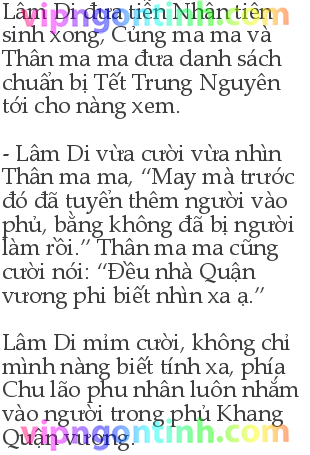 Lâm Di đưa tiễn Nhân tiên
sinh xong, Củng ma ma và
Thân ma ma đưa danh sách
chuẩn bị Tết Trung Nguyên
tới cho nàng xem.
- Lâm Di vừa cười vừa nhìn
Thân ma ma, “May mà trước
đó đã tuyển thêm người vào
phủ, bằng không đã bị người
làm rồi.” Thân ma ma cũng
cười nói: “Đều nhà Quận
vương phi biết nhìn xa ạ.”
Lâm Di mỉm cười, không chỉ
mình nàng biết tính xa, phía
Chu lão phu nhân luôn nhắm
vào người trong phủ Khang
Quận vương.
vipngontinh.com
vipngontinh.com